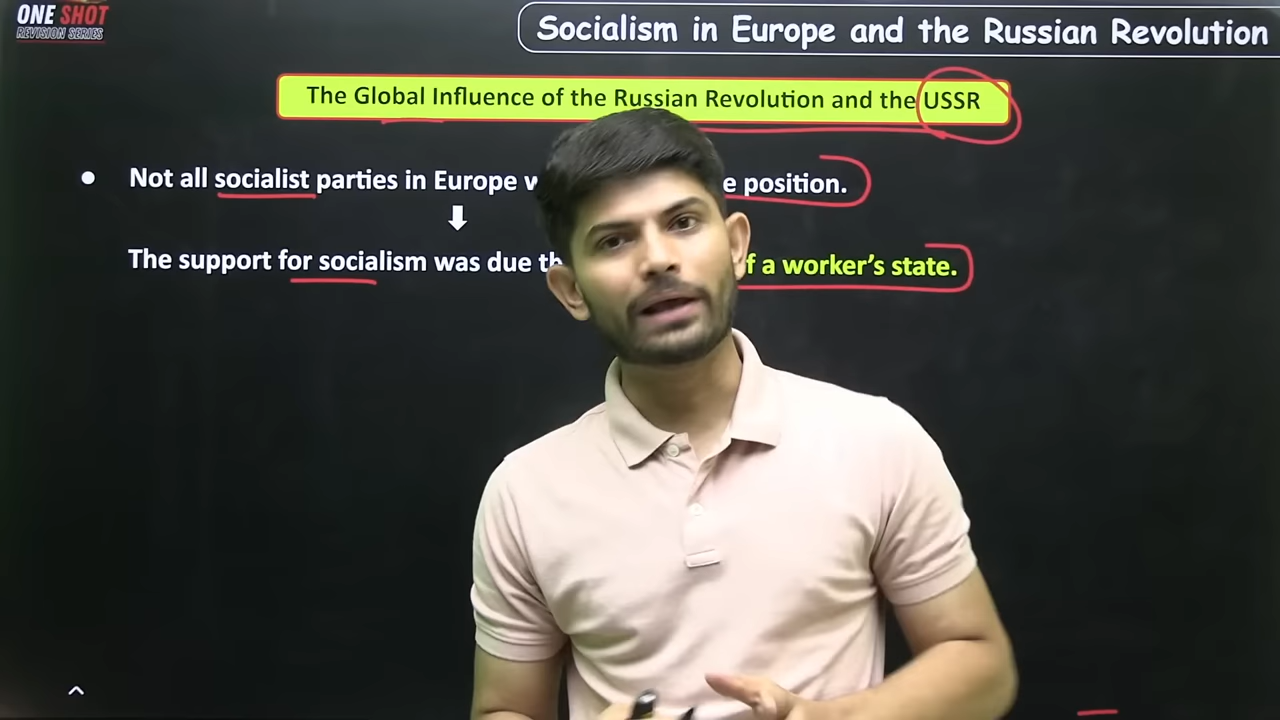 ONE SHOT
REVISION SERIES
Socialism in Europe and the Russian Revolution
The Global Influence of the Russian Revolution and the USSR
Not all socialist parties in Europe position.
The support for socialism was due a worker's state.